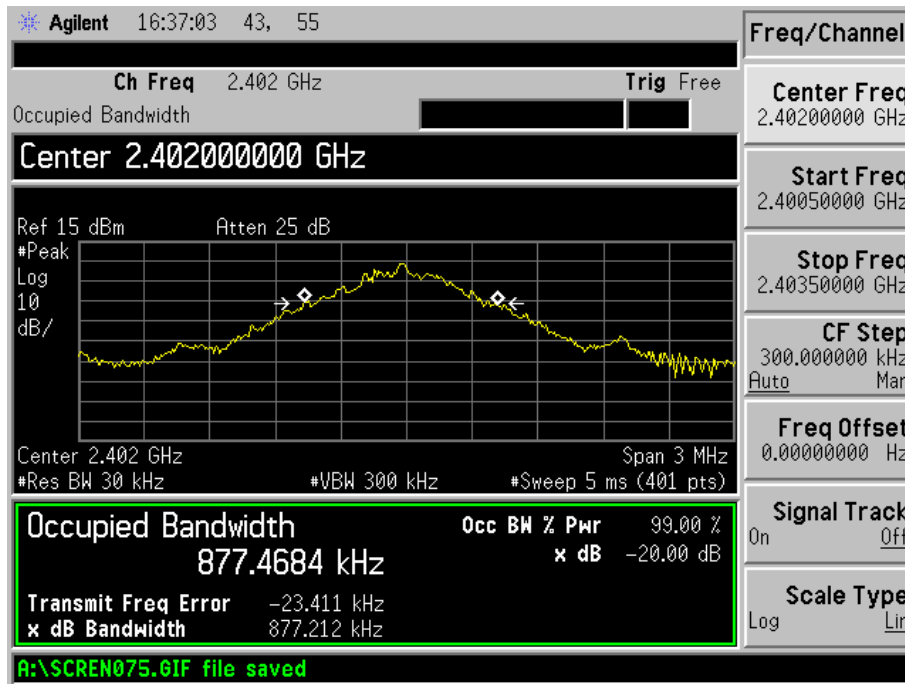 Agilent 16:37:03 43, 55
Freq/Channel
Ch Freq 2.402 GHz Trig Free
Occupied Bandwidth
Center 2.402000000 GHz
Ref 15 dBm Atten 25 dB
#Peak
Log
10
dB/
Center 2.402 GHz Span 3 MHz
#Res BW 30 kHz #VBW 300 kHz #Sweep 5 ms (401 pts)
Occupied Bandwidth
877.4684 kHz
Occ BW % Pwr 99.00 %
x dB -20.00 dB
Transmit Freq Error -23.411 kHz
x dB Bandwidth 877.212 kHz
A:\SCREN075.GIF file saved
Center Freq
2.40200000 GHz
Start Freq
2.40050000 GHz
Stop Freq
2.40350000 GHz
CF Step
300.000000 kHz
Auto Man
Freq Offset
0.00000000 Hz
Signal Track
On Off
Scale Type
Log Lin